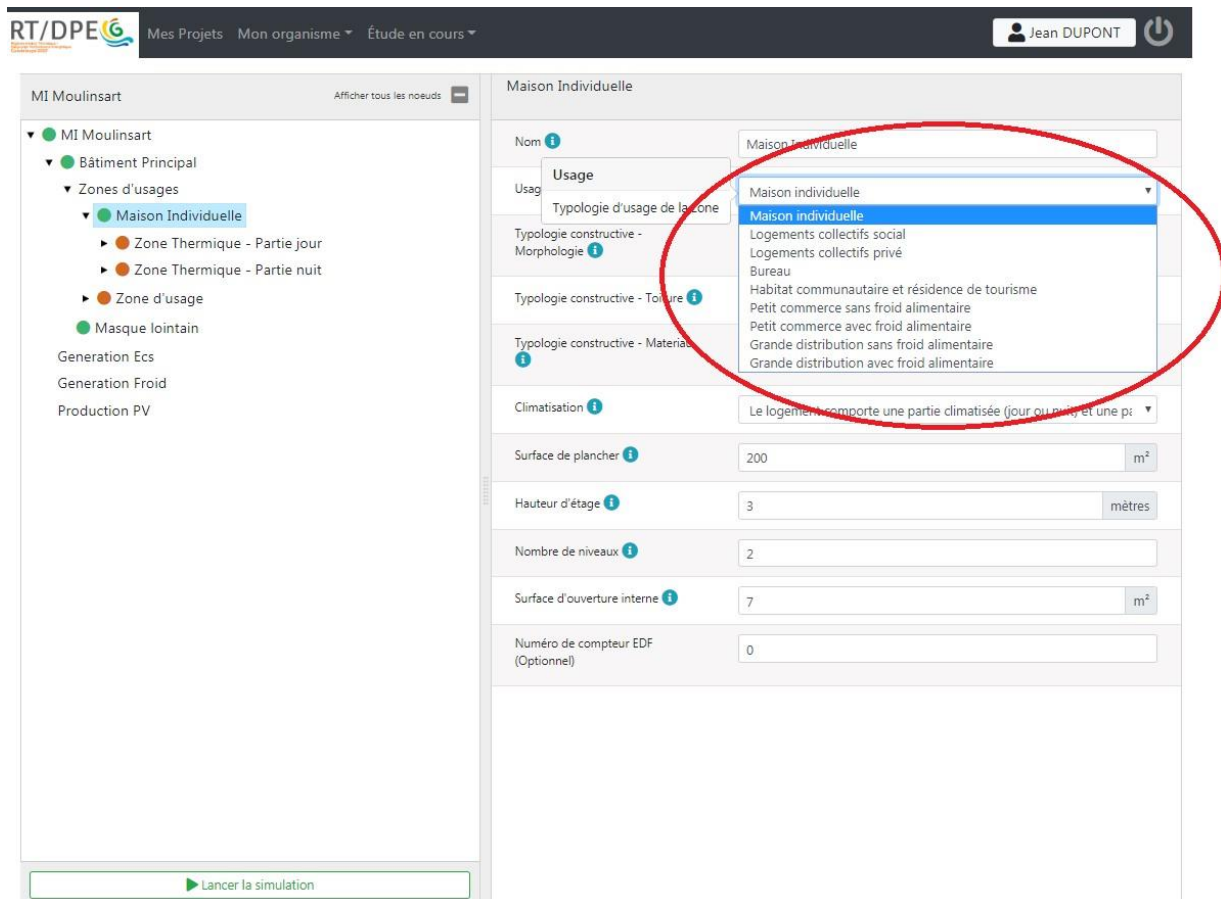 RT/DPE
Mes Projets Mon organisme Étude en cours
Jean DUPONT
MI Moulinsart
Afficher tous les noeuds
MI Moulinsart
Bâtiment Principal
Zones d'usages
Maison Individuelle
Zone Thermique - Partie jour
Zone Thermique - Partie nuit
Zone d'usage
Masque lointain
Generation Ecs
Generation Froid
Production PV
Lancer la simulation
Maison Individuelle
Nom
Maison Individuelle
Usag
Usage
Typologie d'usage de la zone
Maison individuelle
Maison individuelle
Logements collectifs social
Logements collectifs privé
Bureau
Habitat communautaire et résidence de tourisme
Petit commerce sans froid alimentaire
Petit commerce avec froid alimentaire
Grande distribution sans froid alimentaire
Grande distribution avec froid alimentaire
Typologie constructive -
Morphologie
Typologie constructive - Toiture
Typologie constructive - Materiau
Climatisation
Le logement comporte une partie climatisée (jour ou nuit) et une pa
Surface de plancher
200 m²
Hauteur d'étage
3 mètres
Nombre de niveaux
2
Surface d'ouverture interne
7 m²
Numéro de compteur EDF
(Optionnel)
0